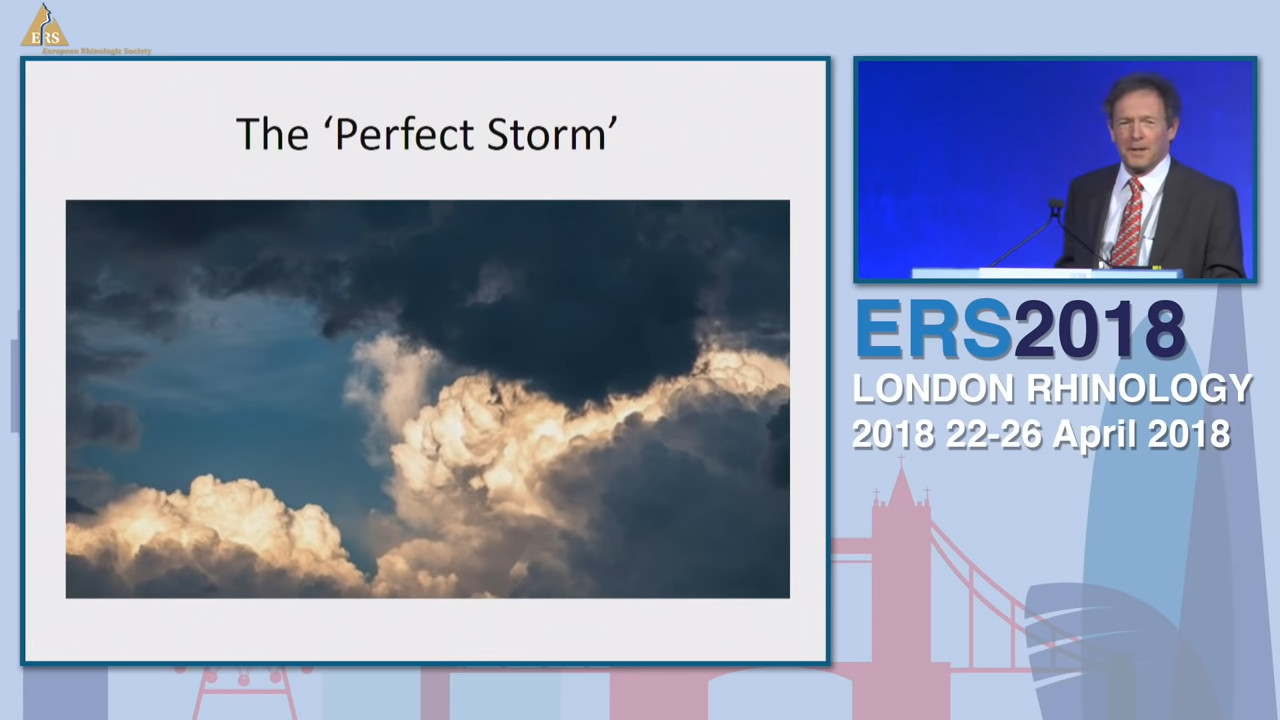 ERS
European Rhinologic Society
The ‘Perfect Storm’
ERS2018
LONDON RHINOLOGY
2018 22-26 April 2018